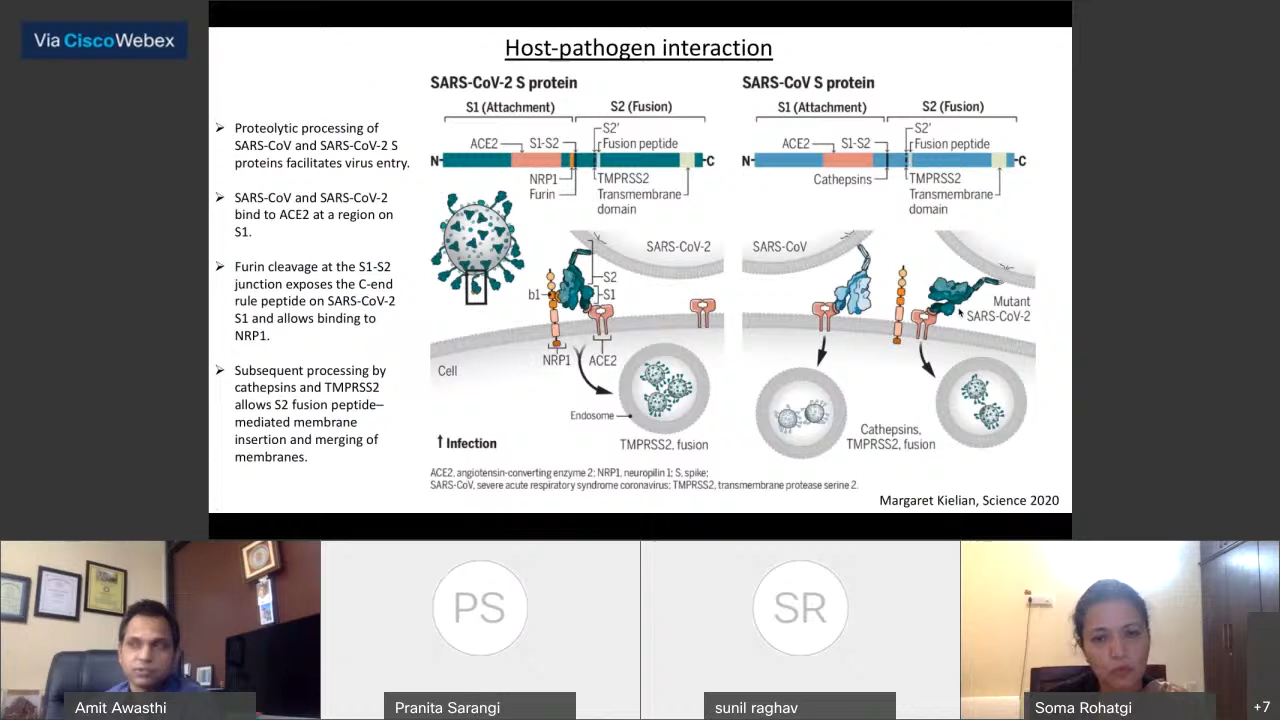 Via Cisco Webex
Host-pathogen interaction
Proteolytic processing of
SARS-CoV and SARS-CoV-2 S
proteins facilitates virus entry.
SARS-CoV and SARS-CoV-2
bind to ACE2 at a region on
S1.
Furin cleavage at the S1-S2
junction exposes the C-end
rule peptide on SARS-CoV-2
S1 and allows binding to
NRP1.
Subsequent processing by
cathepsins and TMPRSS2
allows S2 fusion peptide–
mediated membrane
insertion and merging of
membranes.
SARS-CoV-2 S protein
S1 (Attachment)
S2 (Fusion)
S2'
ACE2
S1-S2
Fusion peptide
N
C
NRP1
TMPRSS2
Furin
Transmembrane
domain
SARS-CoV-2
S2
b1
S1
NRP1
ACE2
Cell
Endosome
↑ Infection
TMPRSS2, fusion
SARS-CoV S protein
S1 (Attachment)
S2 (Fusion)
S2'
ACE2
S1-S2
Fusion peptide
N
C
Cathepsins
TMPRSS2
Transmembrane
domain
SARS-CoV
Mutant
SARS-CoV-2
Cathepsins,
TMPRSS2, fusion
ACE2, angiotensin-converting enzyme 2; NRP1, neuropilin 1; S, spike;
SARS-CoV, severe acute respiratory syndrome coronavirus; TMPRSS2, transmembrane protease serine 2.
Margaret Kielian, Science 2020
PS
SR
Amit Awasthi
Pranita Sarangi
sunil raghav
Soma Rohatgi
+7